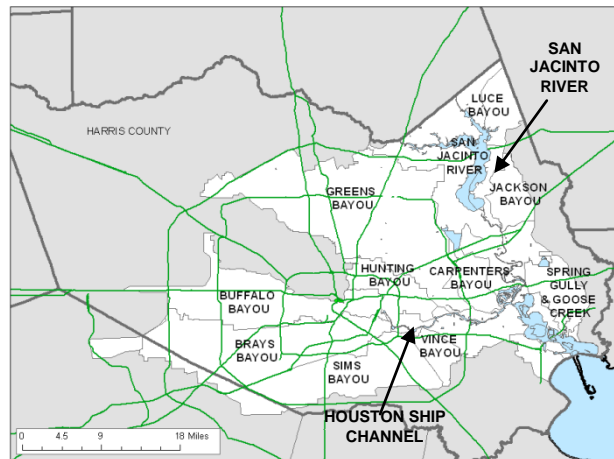 SAN
JACINTO
RIVER
LUCE
BAYOU
HARRIS COUNTY
SAN
JACINTO
RIVER
JACKSON
BAYOU
GREENS
BAYOU
HUNTING
BAYOU
CARPENTERS
BAYOU
SPRING
GULLY
& GOOSE
CREEK
BUFFALO
BAYOU
BRAYS
BAYOU
VINCE
BAYOU
SIMS
BAYOU
HOUSTON SHIP
CHANNEL
0 4.5 9 18 Miles